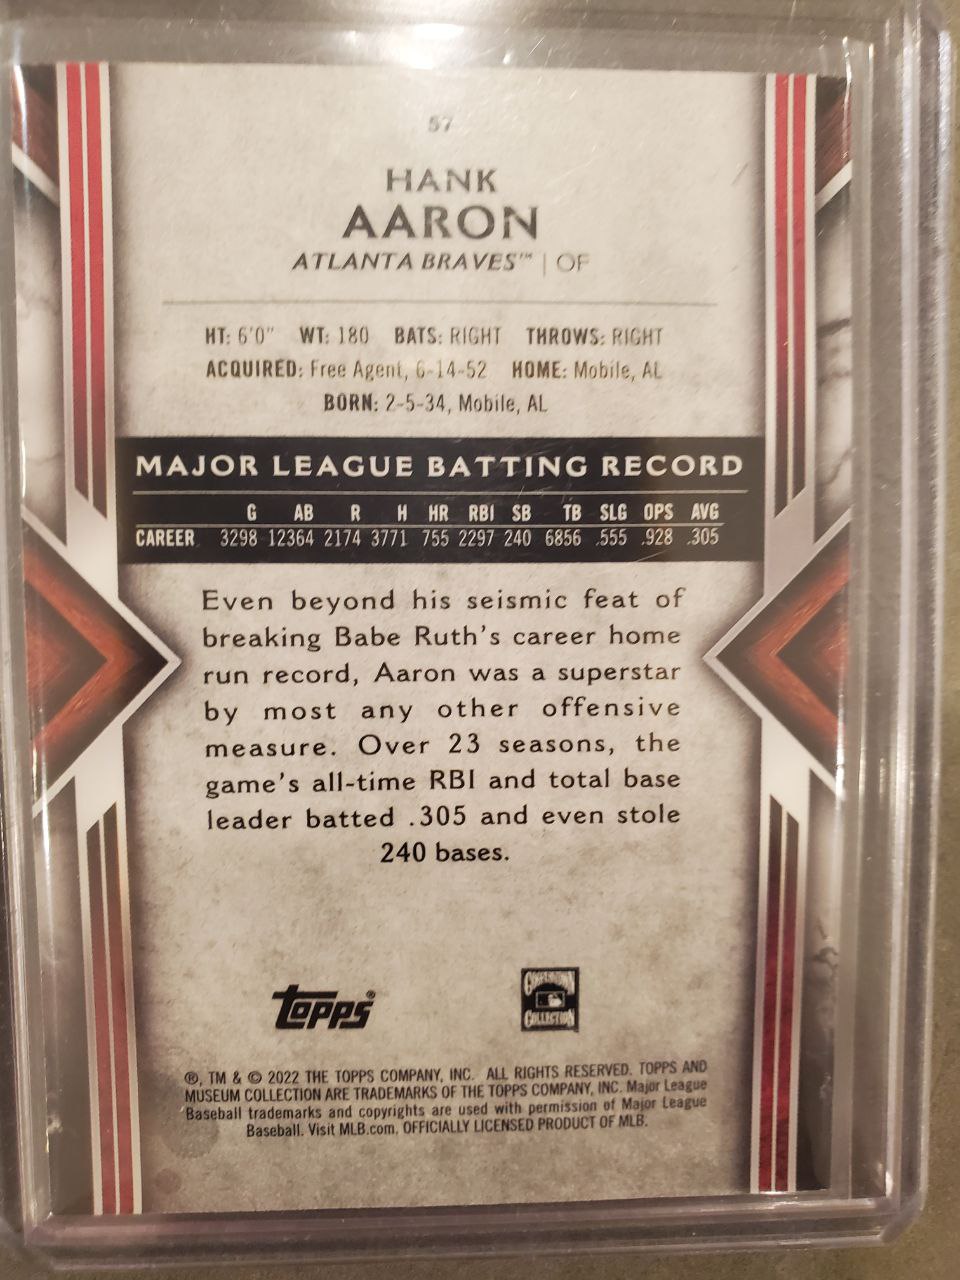 57
HANK
AARON
ATLANTA BRAVES™ | OF
HT: 6'0" WT: 180 BATS: RIGHT THROWS: RIGHT
ACQUIRED: Free Agent, 6-14-52 HOME: Mobile, AL
BORN: 2-5-34, Mobile, AL
MAJOR LEAGUE BATTING RECORD
G AB R H HR RBI SB TB SLG OPS AVG
CAREER 3298 12364 2174 3771 755 2297 240 6856 .555 .928 .305
Even beyond his seismic feat of
breaking Babe Ruth's career home
run record, Aaron was a superstar
by most any other offensive
measure. Over 23 seasons, the
game's all-time RBI and total base
leader batted .305 and even stole
240 bases.
Topps®
COOPERSTOWN
COLLECTION
®, TM & © 2022 THE TOPPS COMPANY, INC. ALL RIGHTS RESERVED. TOPPS AND
MUSEUM COLLECTION ARE TRADEMARKS OF THE TOPPS COMPANY, INC. Major League
Baseball trademarks and copyrights are used with permission of Major League
Baseball. Visit MLB.com. OFFICIALLY LICENSED PRODUCT OF MLB.